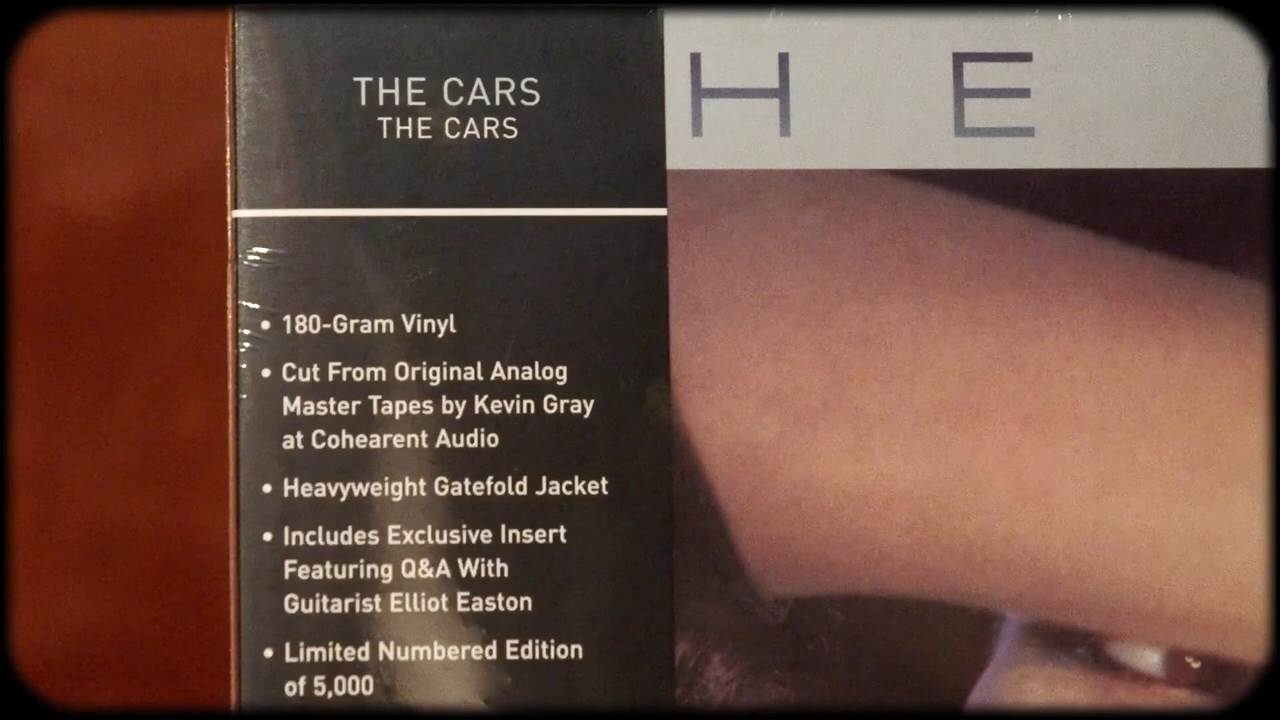 THE CARS
THE CARS
H E
• 180-Gram Vinyl
• Cut From Original Analog
Master Tapes by Kevin Gray
at Cohearent Audio
• Heavyweight Gatefold Jacket
• Includes Exclusive Insert
Featuring Q&A With
Guitarist Elliot Easton
• Limited Numbered Edition
of 5,000